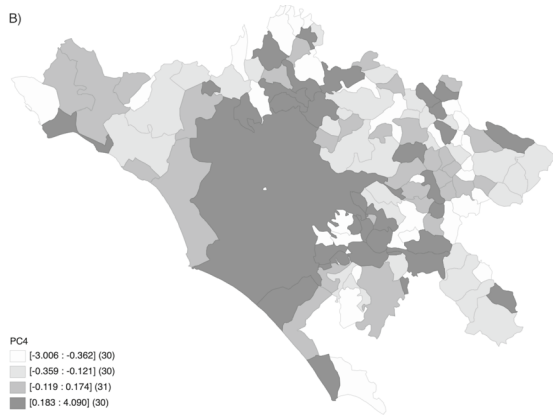 B)
PC4
[-3.006 : -0.362] (30)
[-0.359 : -0.121] (30)
[-0.119 : 0.174] (31)
[0.183 : 4.090] (30)